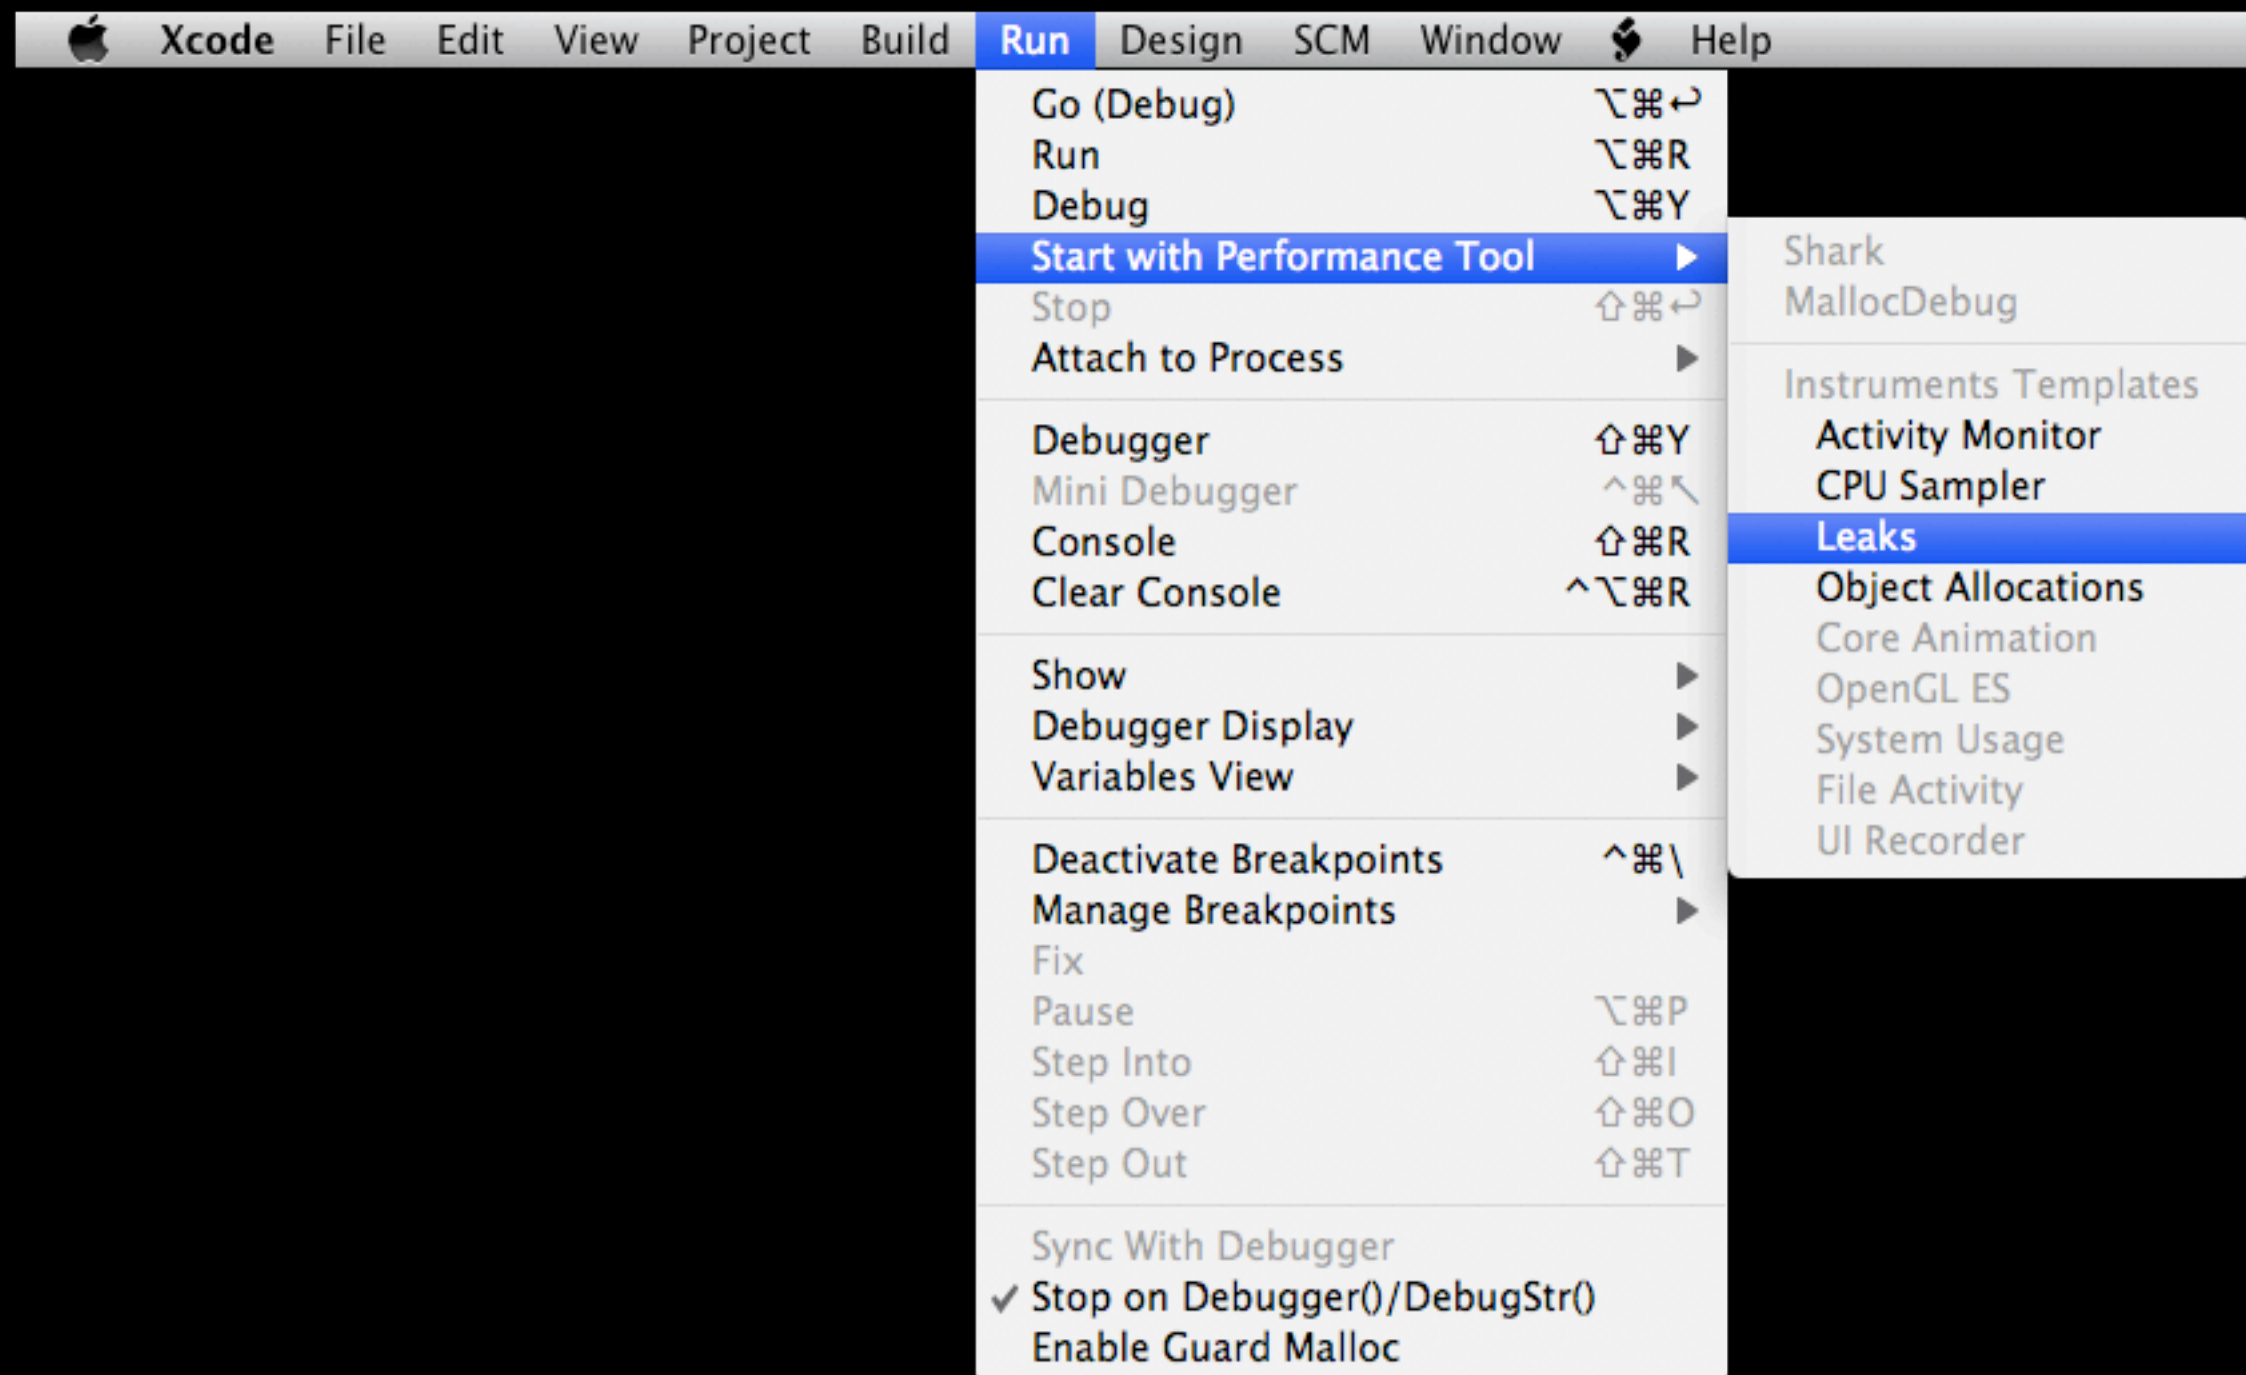 Xcode File Edit View Project Build Run Design SCM Window Help
Go (Debug) ⌥⌘↩
Run ⌥⌘R
Debug ⌥⌘Y
Start with Performance Tool ▶
Stop ⇧⌘↩
Attach to Process ▶
Debugger ⇧⌘Y
Mini Debugger ^⌘↖
Console ⇧⌘R
Clear Console ^⌥⌘R
Show ▶
Debugger Display ▶
Variables View ▶
Deactivate Breakpoints ^⌘\
Manage Breakpoints ▶
Fix
Pause ⌥⌘P
Step Into ⇧⌘I
Step Over ⇧⌘O
Step Out ⇧⌘T
Sync With Debugger
✓ Stop on Debugger()/DebugStr()
Enable Guard Malloc
Shark
MallocDebug
Instruments Templates
Activity Monitor
CPU Sampler
Leaks
Object Allocations
Core Animation
OpenGL ES
System Usage
File Activity
UI Recorder